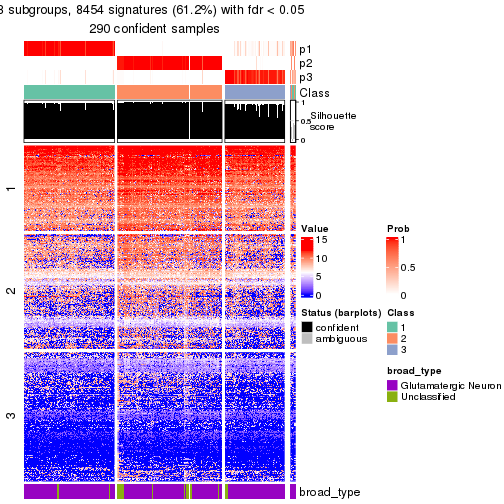 3 subgroups, 8454 signatures (61.2%) with fdr < 0.05
290 confident samples
p1
p2
p3
Class
1
0.5
0
Silhouette
score
1
2
3
broad_type
Value
15
10
5
0
Prob
1
0.5
0
Status (barplots)
confident
ambiguous
Class
1
2
3
broad_type
Glutamatergic Neuron
Unclassified